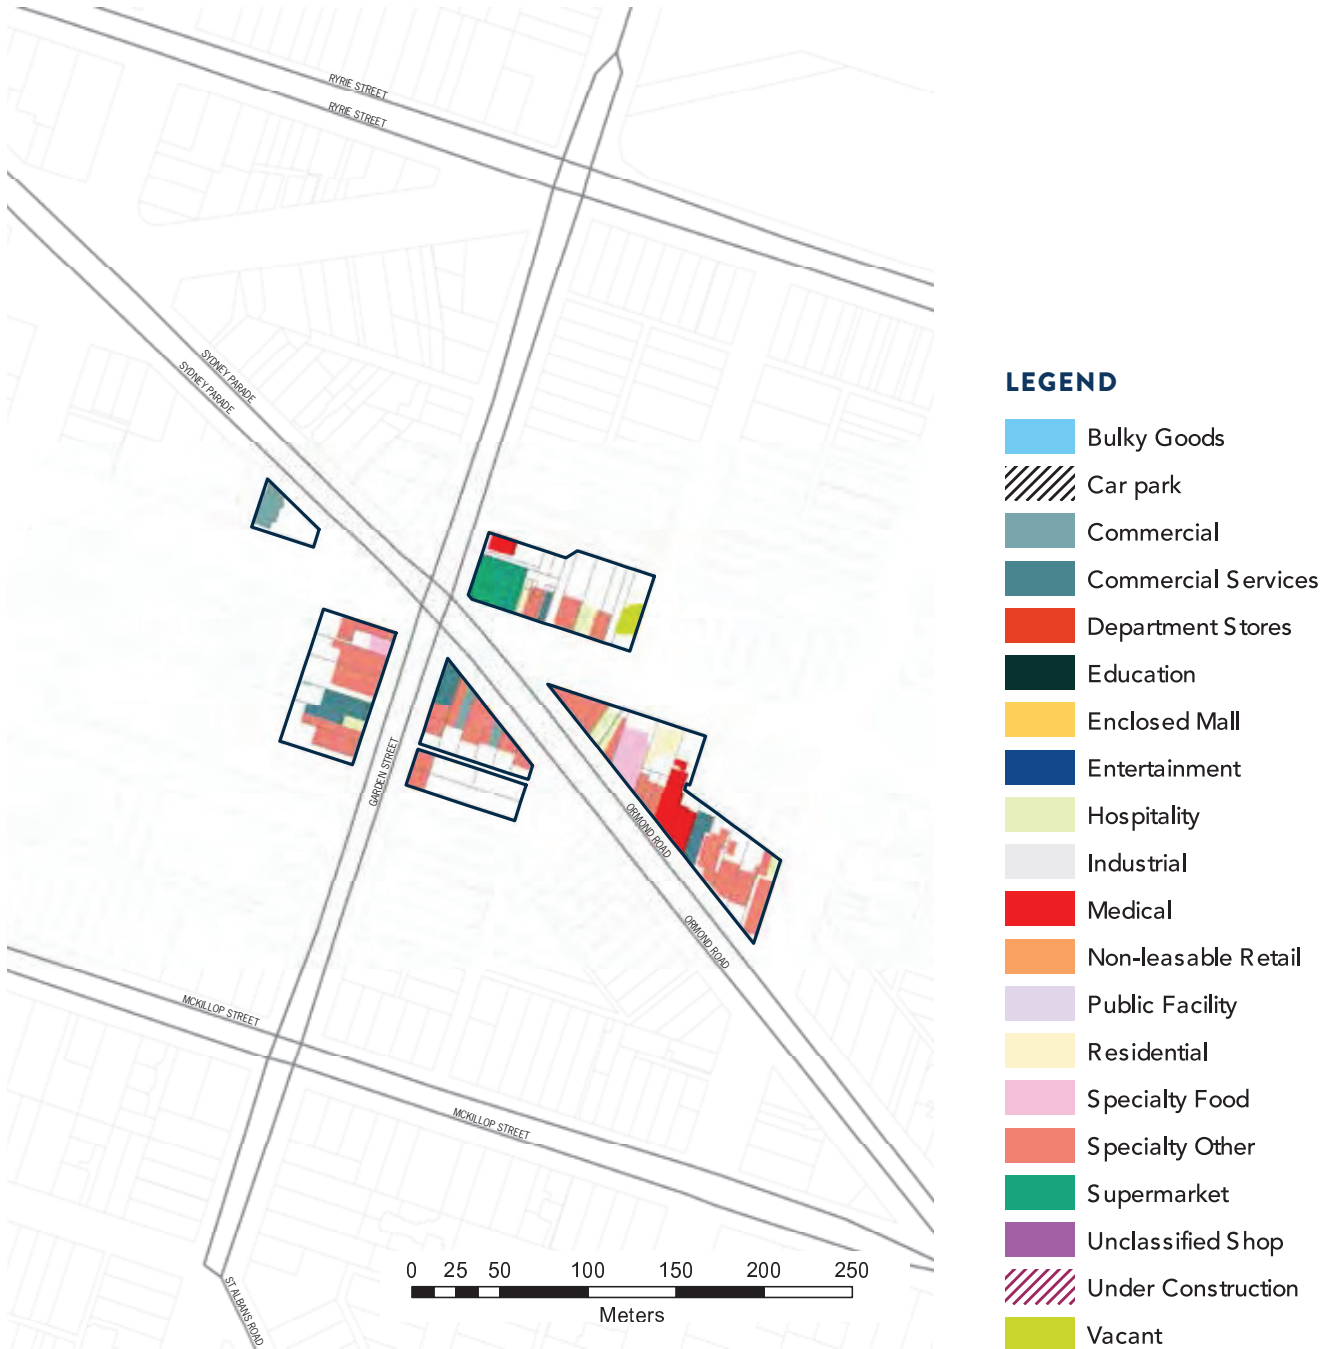 RYRIE STREET
RYRIE STREET
SYDNEY PARADE
SYDNEY PARADE
GARDEN STREET
ORMOND ROAD
ORMOND ROAD
MCKILLOP STREET
MCKILLOP STREET
ST ALBANS ROAD
0 25 50 100 150 200 250
Meters
LEGEND
Bulky Goods
Car park
Commercial
Commercial Services
Department Stores
Education
Enclosed Mall
Entertainment
Hospitality
Industrial
Medical
Non-leasable Retail
Public Facility
Residential
Specialty Food
Specialty Other
Supermarket
Unclassified Shop
Under Construction
Vacant